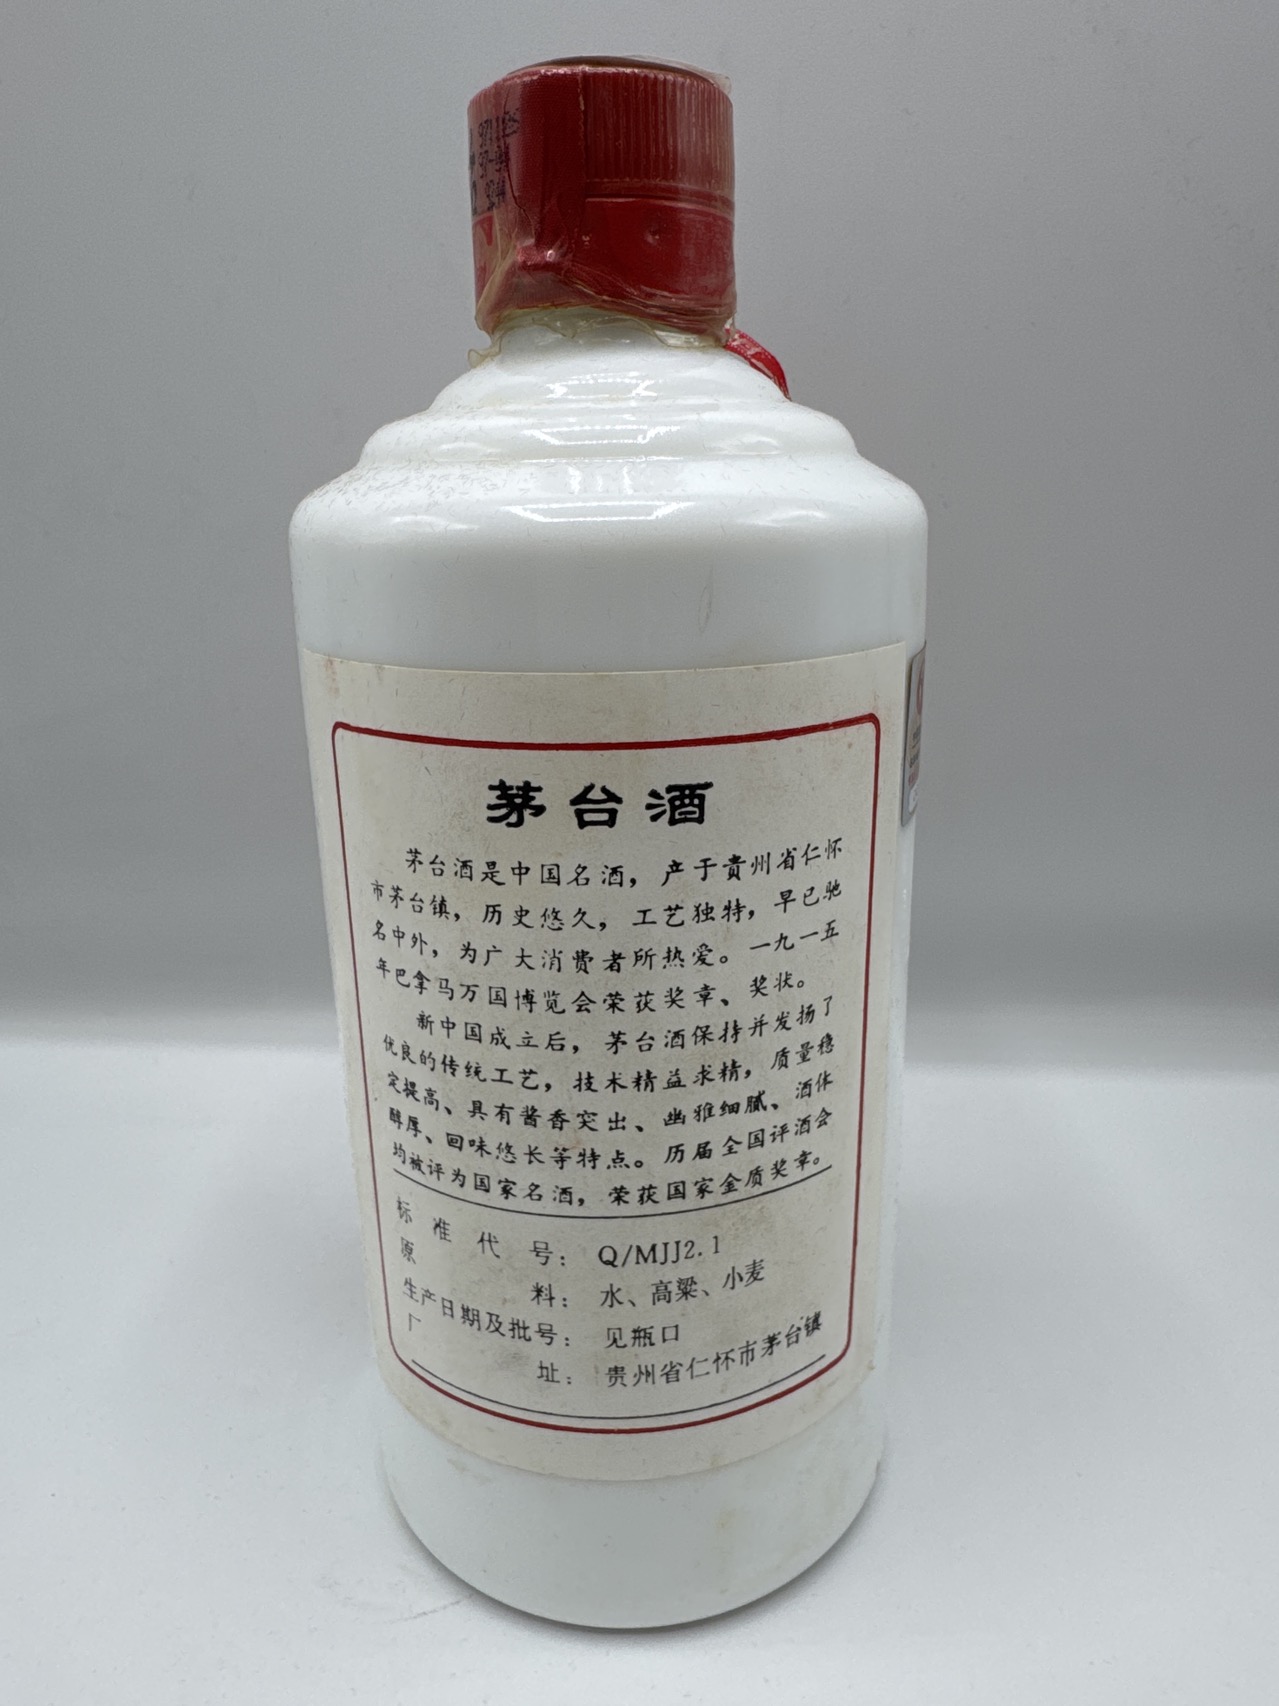 茅台酒
茅台酒是中国名酒，产于贵州省仁怀
市茅台镇，历史悠久，工艺独特，早已驰
名中外，为广大消费者所热爱。一九一五
年巴拿马万国博览会荣获奖章、奖状。
新中国成立后，茅台酒保持并发扬了
优良的传统工艺，技术精益求精，质量稳
定提高、具有酱香突出、幽雅细腻、酒体
醇厚、回味悠长等特点。历届全国评酒会
均被评为国家名酒，荣获国家金质奖章。
标准代号：Q/MJJ2.1
原料：水、高粱、小麦
生产日期及批号：见瓶口
厂址：贵州省仁怀市茅台镇